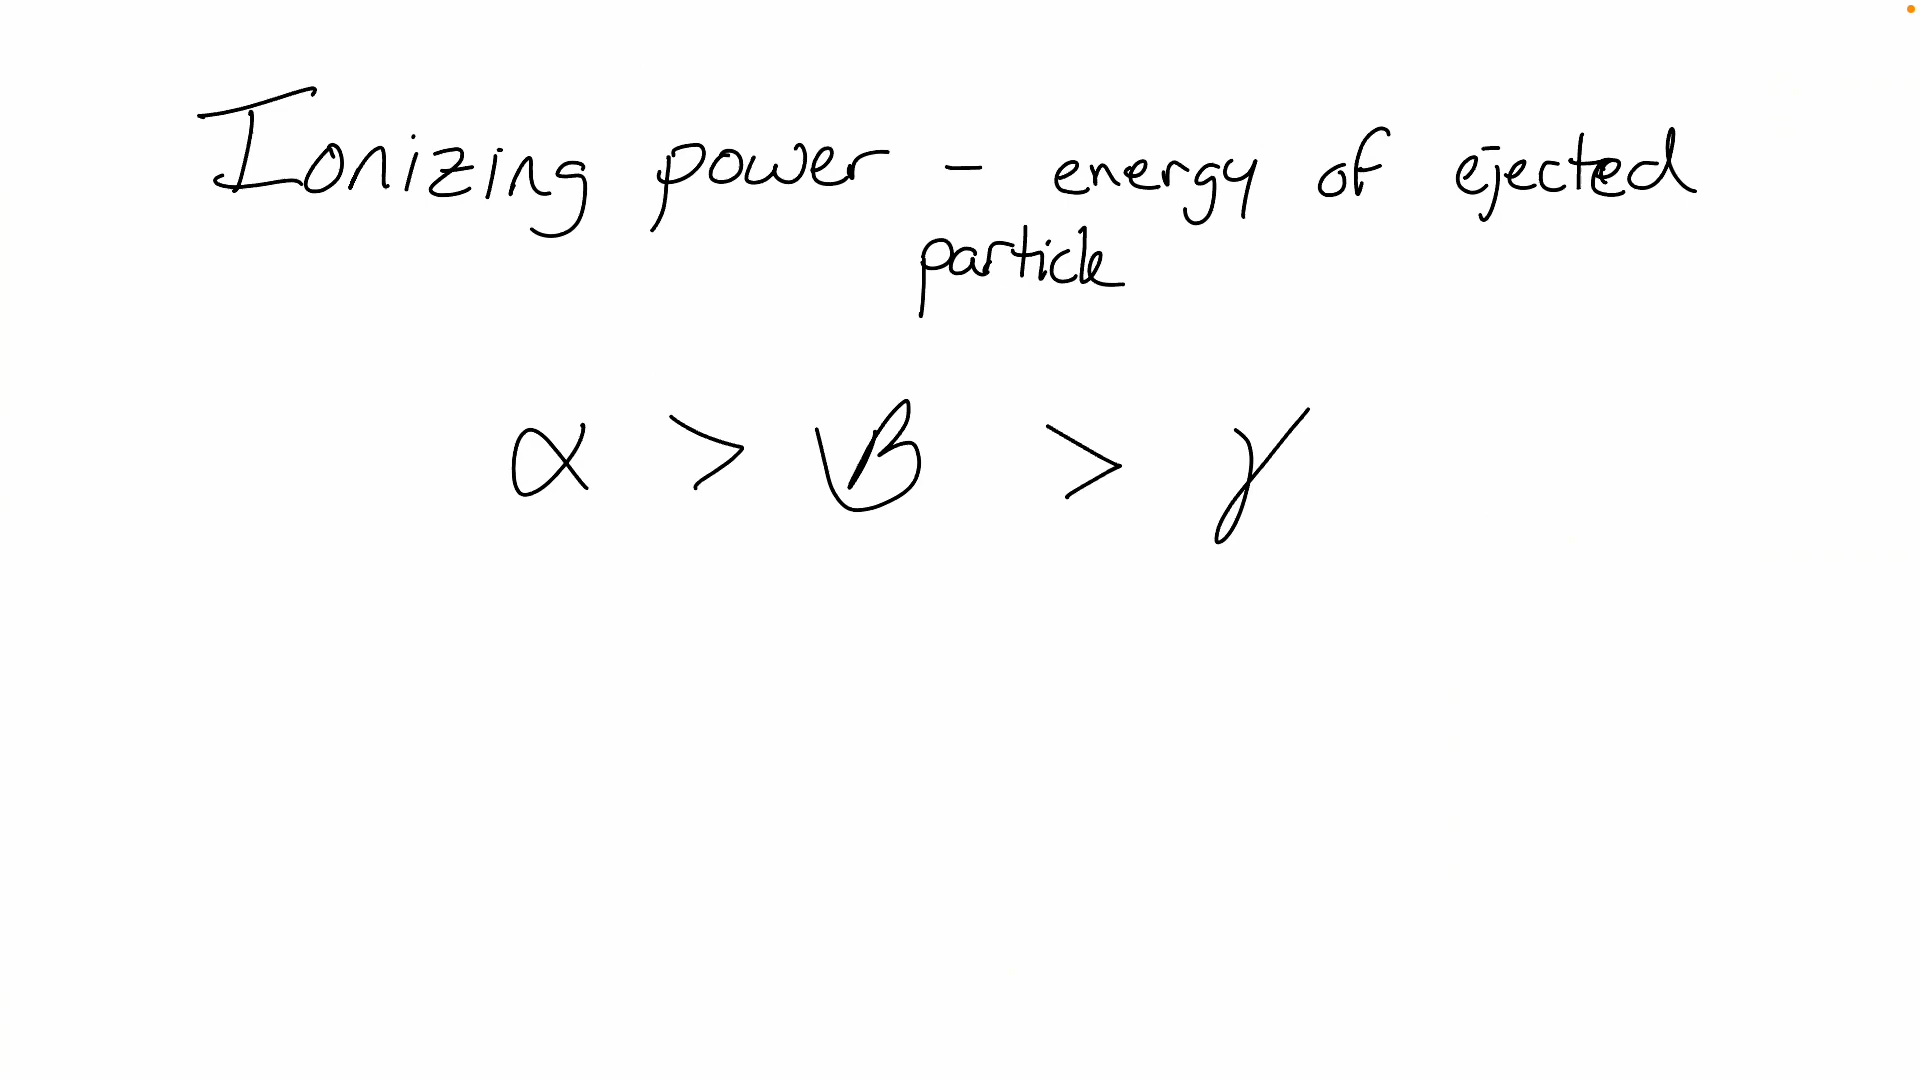 Ionizing power - energy of ejected
particle
α > β > γ